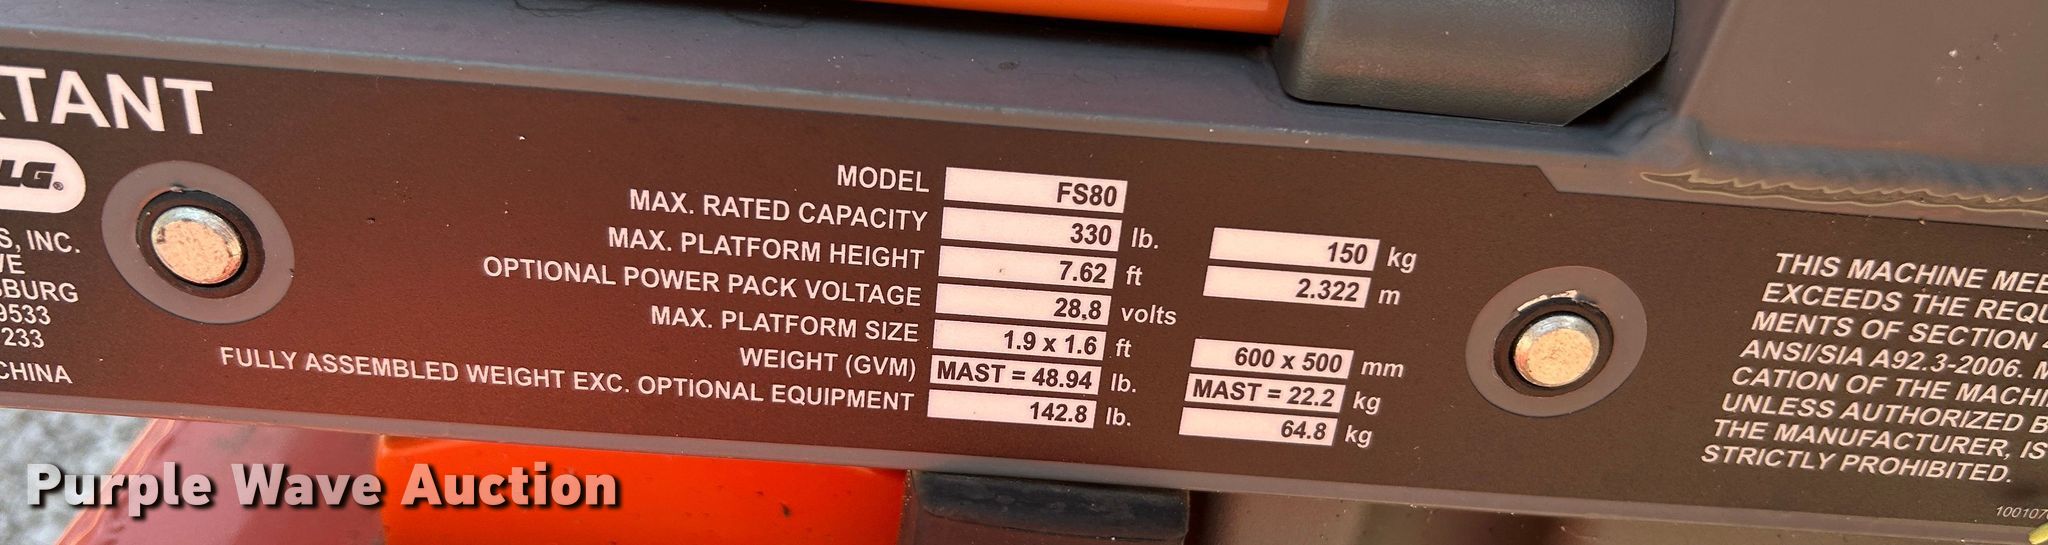 TANT
LG®
S, INC.
SBURG
9533
233
CHINA
MODEL FS80
MAX. RATED CAPACITY 330 lb. 150 kg
MAX. PLATFORM HEIGHT 7.62 ft 2.322 m
OPTIONAL POWER PACK VOLTAGE 28.8 volts
MAX. PLATFORM SIZE 1.9 x 1.6 ft 600 x 500 mm
WEIGHT (GVM) MAST = 48.94 lb. MAST = 22.2 kg
FULLY ASSEMBLED WEIGHT EXC. OPTIONAL EQUIPMENT 142.8 lb. 64.8 kg
THIS MACHINE MEE
EXCEEDS THE REQU
MENTS OF SECTION 4
ANSI/SIA A92.3-2006. M
CATION OF THE MACHI
UNLESS AUTHORIZED B
THE MANUFACTURER, IS
STRICTLY PROHIBITED.
10010
Purple Wave Auction